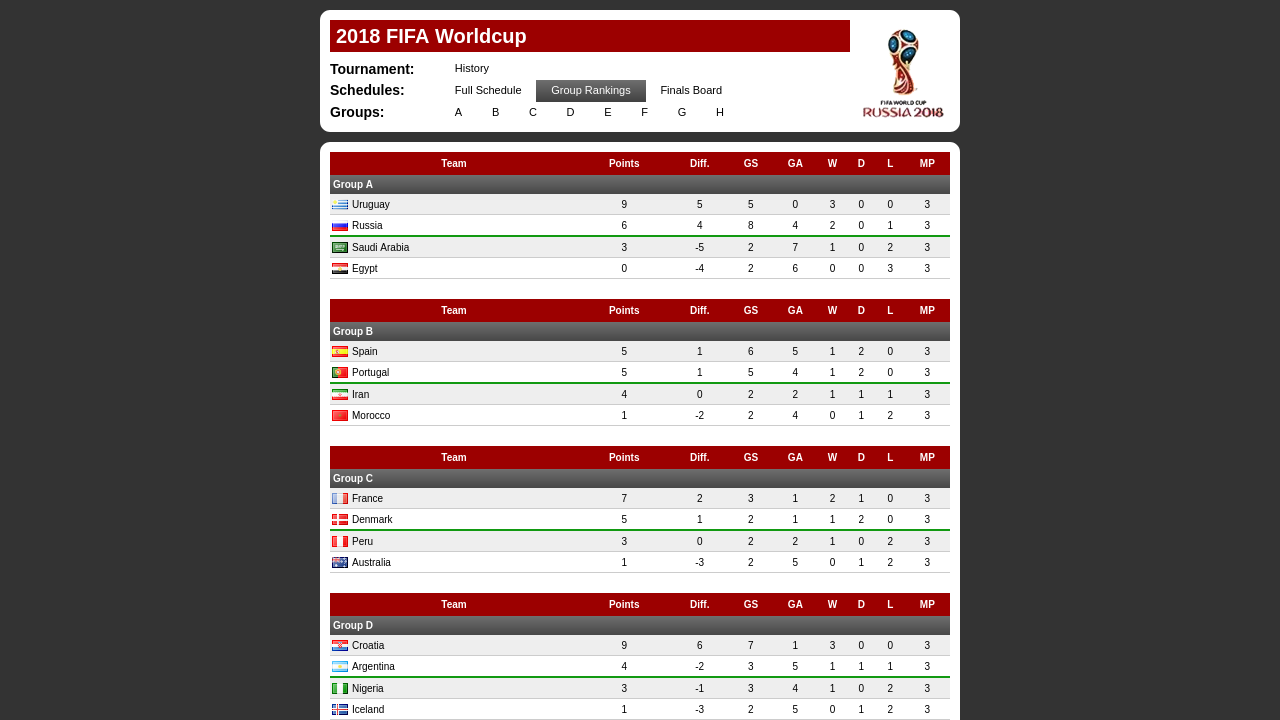 2018 FIFA Worldcup
Tournament: History
Schedules: Full Schedule Group Rankings Finals Board
Groups: A B C D E F G H
FIFA WORLD CUP
RUSSIA 2018
Team Points Diff. GS GA W D L MP
Group A
Uruguay 9 5 5 0 3 0 0 3
Russia 6 4 8 4 2 0 1 3
Saudi Arabia 3 -5 2 7 1 0 2 3
Egypt 0 -4 2 6 0 0 3 3
Team Points Diff. GS GA W D L MP
Group B
Spain 5 1 6 5 1 2 0 3
Portugal 5 1 5 4 1 2 0 3
Iran 4 0 2 2 1 1 1 3
Morocco 1 -2 2 4 0 1 2 3
Team Points Diff. GS GA W D L MP
Group C
France 7 2 3 1 2 1 0 3
Denmark 5 1 2 1 1 2 0 3
Peru 3 0 2 2 1 0 2 3
Australia 1 -3 2 5 0 1 2 3
Team Points Diff. GS GA W D L MP
Group D
Croatia 9 6 7 1 3 0 0 3
Argentina 4 -2 3 5 1 1 1 3
Nigeria 3 -1 3 4 1 0 2 3
Iceland 1 -3 2 5 0 1 2 3